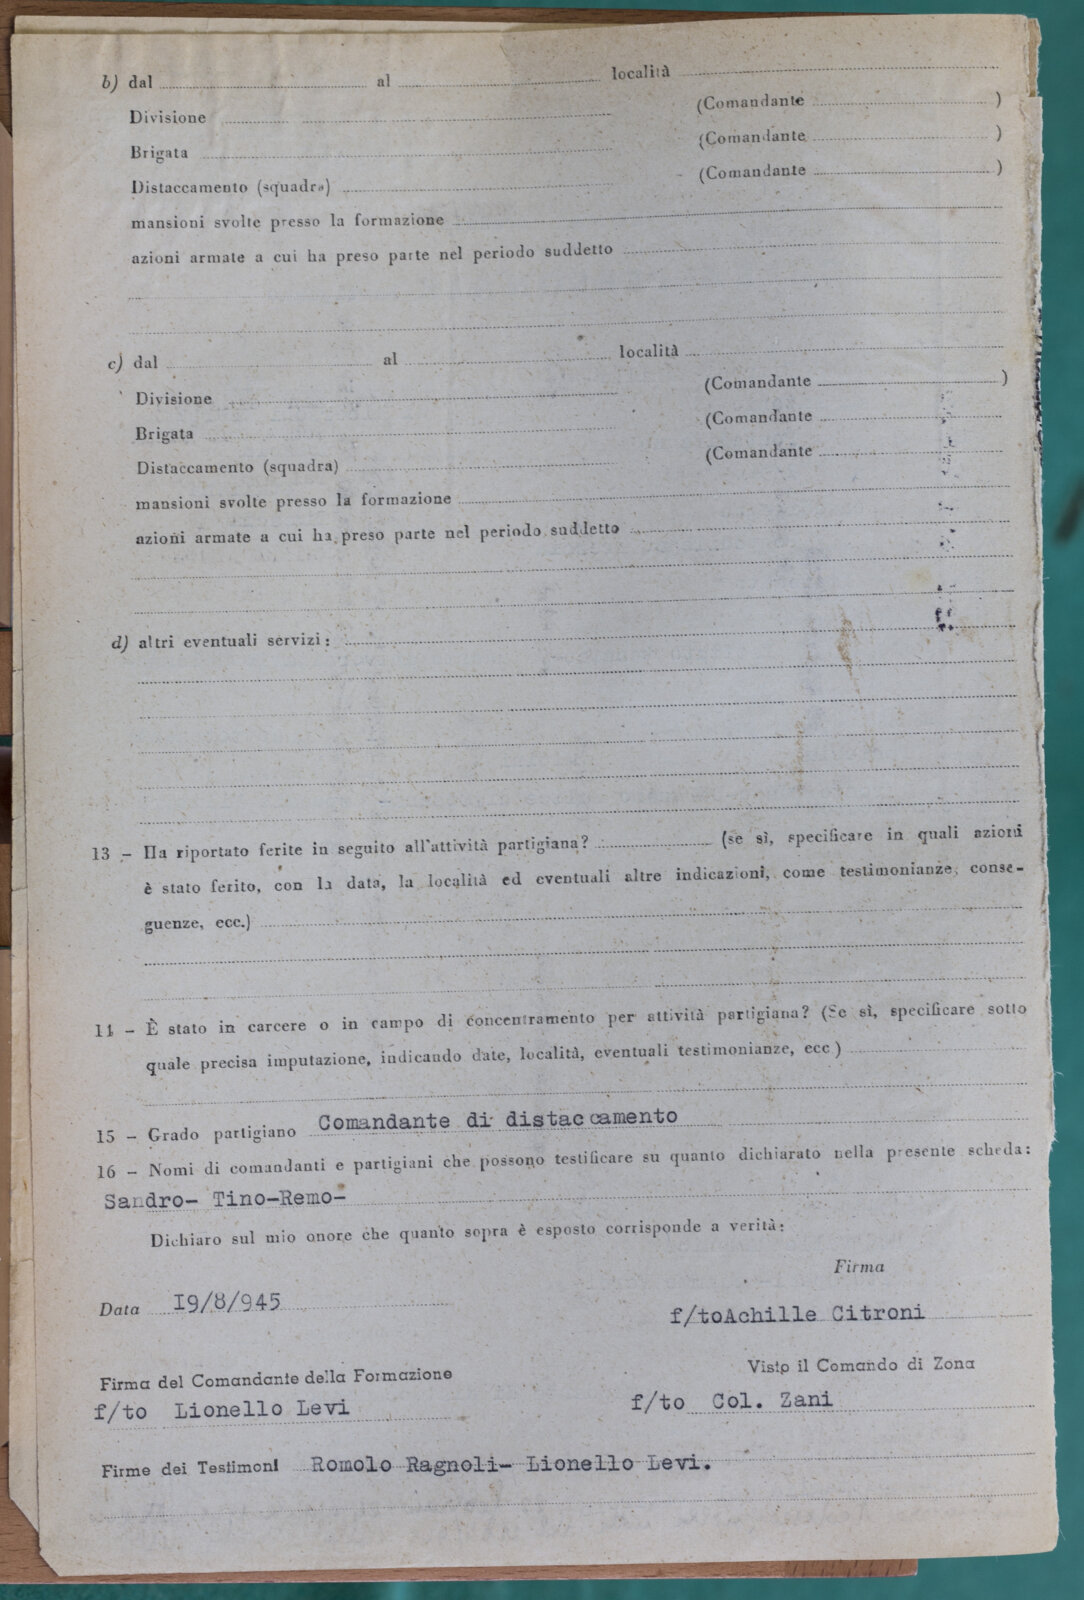 b) dal al località
Divisione (Comandante )
Brigata (Comandante )
Distaccamento (squadra) (Comandante )
mansioni svolte presso la formazione
azioni armate a cui ha preso parte nel periodo suddetto
c) dal al località
Divisione (Comandante )
Brigata (Comandante
Distaccamento (squadra) (Comandante
mansioni svolte presso la formazione
azioni armate a cui ha preso parte nel periodo suddetto
d) altri eventuali servizi:
13 – Ha riportato ferite in seguito all'attività partigiana? (se sì, specificare in quali azioni
è stato ferito, con la data, la località ed eventuali altre indicazioni, come testimonianze, conse-
guenze, ecc.)
14 – È stato in carcere o in campo di concentramento per attività partigiana? (Se sì, specificare sotto
quale precisa imputazione, indicando date, località, eventuali testimonianze, ecc)
15 – Grado partigiano Comandante di distaccamento
16 – Nomi di comandanti e partigiani che possono testificare su quanto dichiarato nella presente scheda:
Sandro- Tino-Remo-
Dichiaro sul mio onore che quanto sopra è esposto corrisponde a verità:
Firma
Data I9/8/945
f/toAchille Citroni
Firma del Comandante della Formazione Visto il Comando di Zona
f/to Lionello Levi f/to Col. Zani
Firme dei Testimoni Romolo Ragnoli- Lionello Levi.